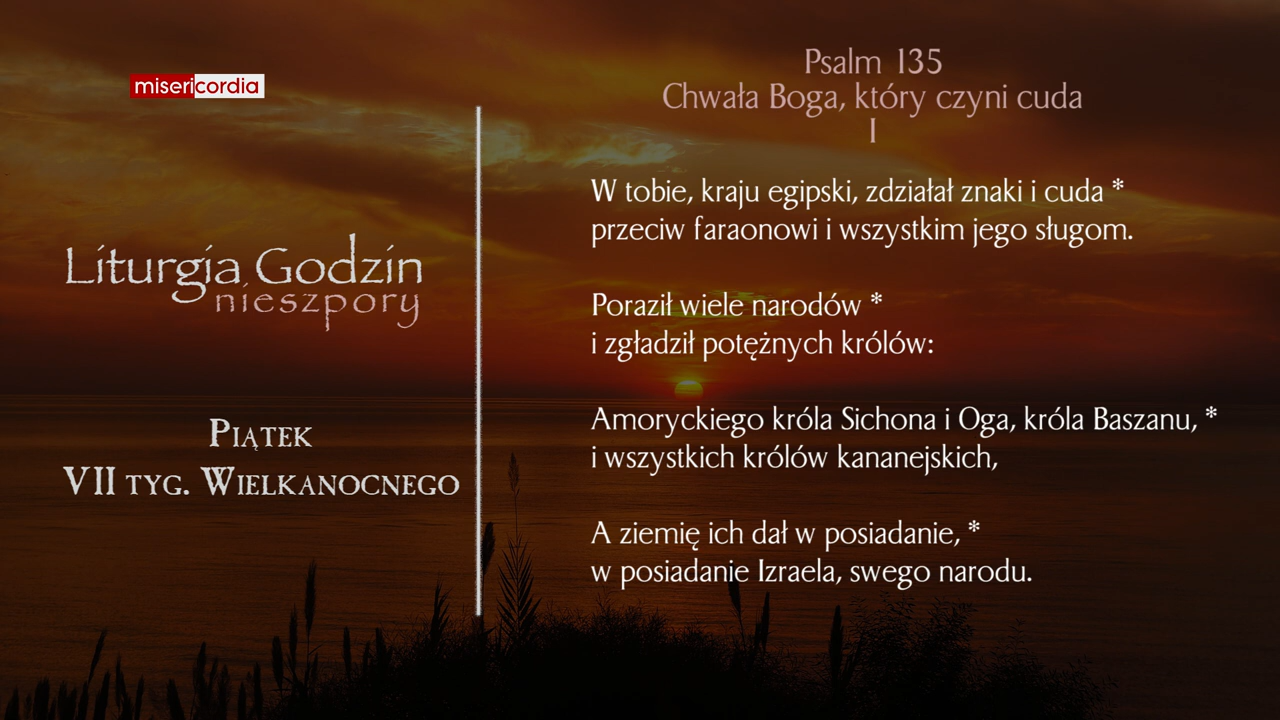 misericordia
Liturgia Godzin
nieszpory
Piątek
VII tyg. Wielkanocnego
Psalm 135
Chwała Boga, który czyni cuda
I
W tobie, kraju egipski, zdziałał znaki i cuda *
przeciw faraonowi i wszystkim jego sługom.
Poraził wiele narodów *
i zgładził potężnych królów:
Amoryckiego króla Sichona i Oga, króla Baszanu, *
i wszystkich królów kananejskich,
A ziemię ich dał w posiadanie, *
w posiadanie Izraela, swego narodu.